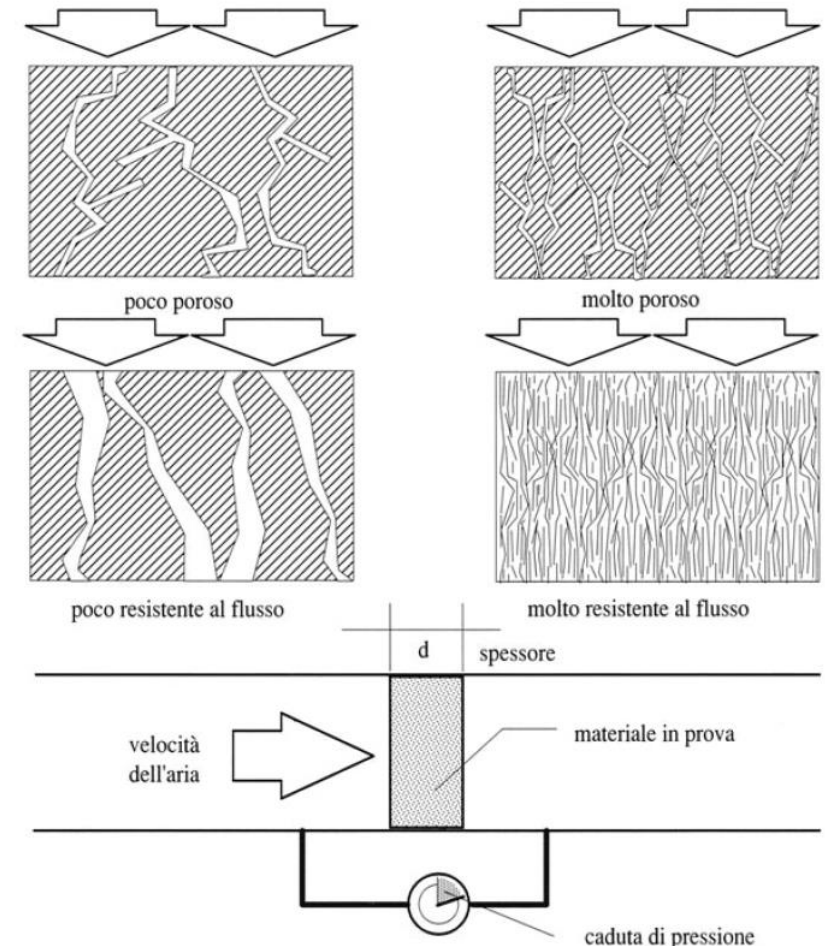 poco poroso
molto poroso
poco resistente al flusso
molto resistente al flusso
d
spessore
velocità
dell'aria
materiale in prova
caduta di pressione